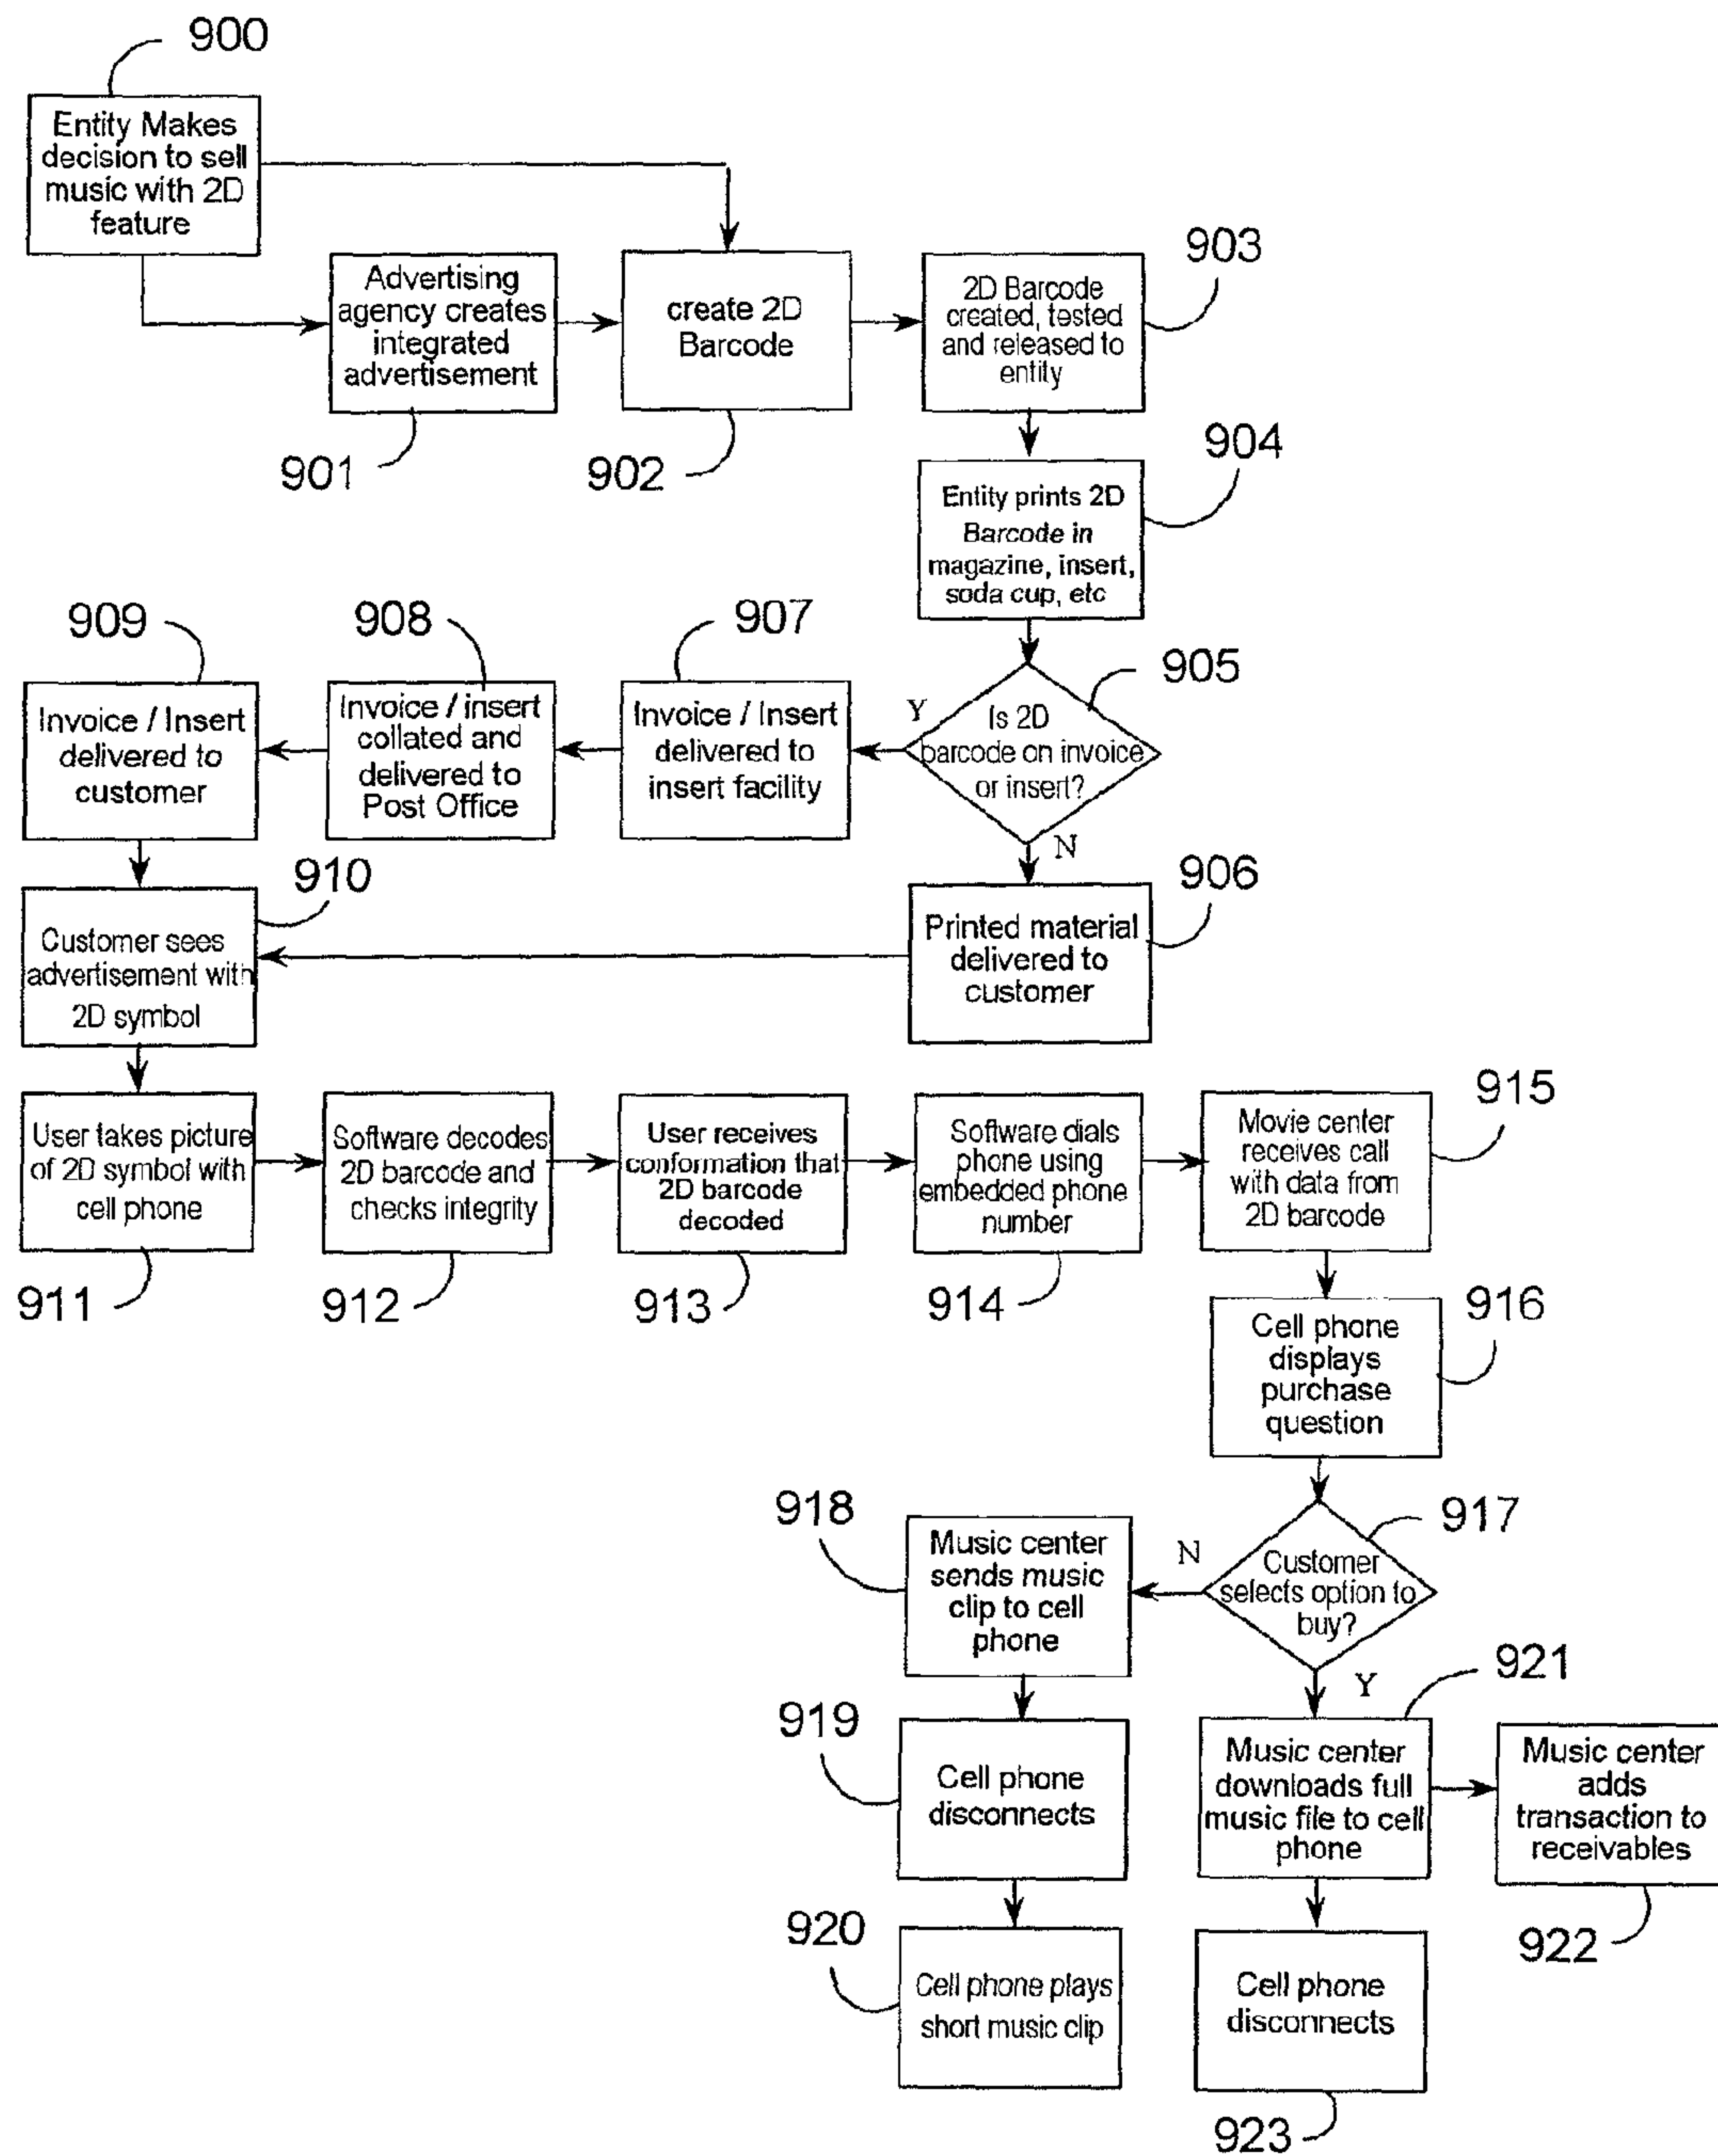 900
Entity Makes
decision to sell
music with 2D
feature
Advertising
agency creates
integrated
advertisement
901
create 2D
Barcode
902
2D Barcode
created, tested
and released to
entity
903
Entity prints 2D
Barcode in
magazine, insert,
soda cup, etc
904
Is 2D
barcode on invoice
or insert?
905
Y
N
Invoice / Insert
delivered to
insert facility
907
Invoice / insert
collated and
delivered to
Post Office
908
Invoice / Insert
delivered to
customer
909
Printed material
delivered to
customer
906
Customer sees
advertisement with
2D symbol
910
User takes picture
of 2D symbol with
cell phone
911
Software decodes
2D barcode and
checks integrity
912
User receives
conformation that
2D barcode
decoded
913
Software dials
phone using
embedded phone
number
914
Movie center
receives call
with data from
2D barcode
915
Cell phone
displays
purchase
question
916
Customer
selects option to
buy?
917
N
Y
Music center
sends music
clip to cell
phone
918
Cell phone
disconnects
919
Cell phone plays
short music clip
920
Music center
downloads full
music file to cell
phone
921
Music center
adds
transaction to
receivables
922
Cell phone
disconnects
923